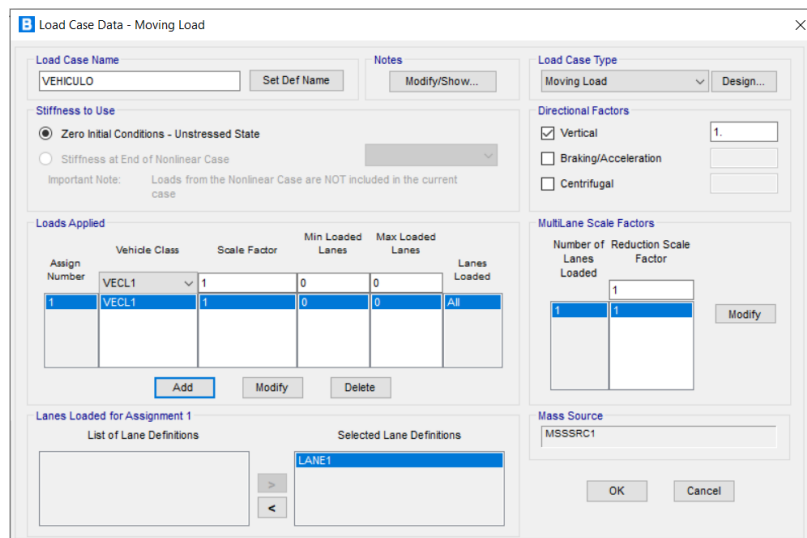 B Load Case Data - Moving Load
Load Case Name
VEHICULO
Set Def Name
Notes
Modify/Show...
Load Case Type
Moving Load
Design...
Stiffness to Use
Zero Initial Conditions - Unstressed State
Stiffness at End of Nonlinear Case
Important Note: Loads from the Nonlinear Case are NOT included in the current
case
Directional Factors
Vertical
1.
Braking/Acceleration
Centrifugal
Loads Applied
Assign
Number
Vehicle Class
Scale Factor
Min Loaded
Lanes
Max Loaded
Lanes
Lanes
Loaded
VECL1 1 0 0
1 VECL1 1 0 0 All
Add
Modify
Delete
MultiLane Scale Factors
Number of
Lanes
Loaded
Reduction Scale
Factor
1
1 1
Modify
Lanes Loaded for Assignment 1
List of Lane Definitions
Selected Lane Definitions
LANE1
>
<
Mass Source
MSSSRC1
OK
Cancel